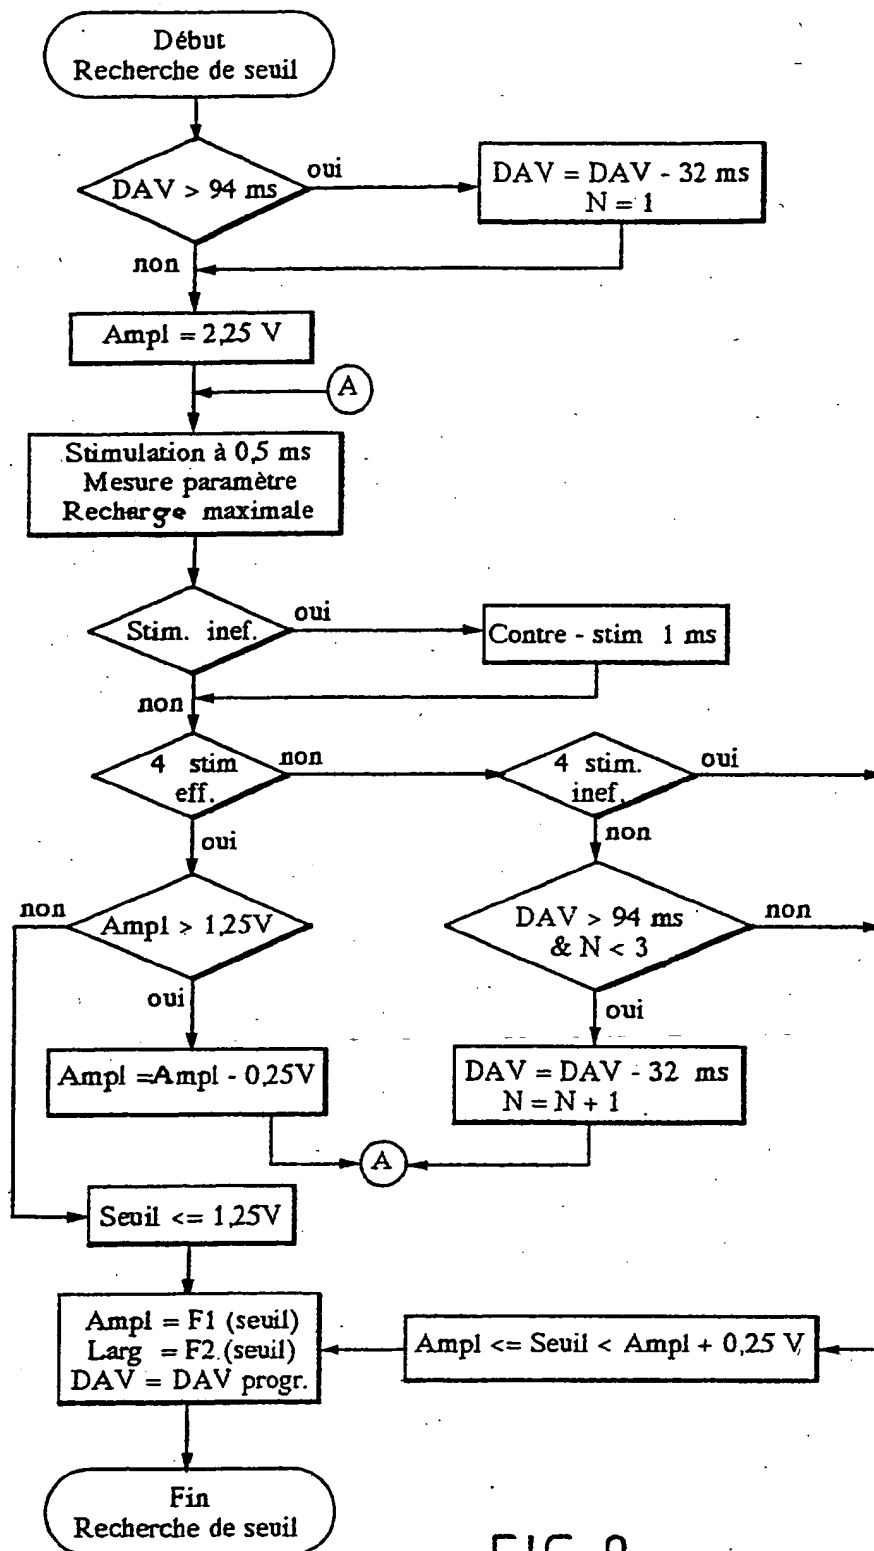 Début
Recherche de seuil
DAV > 94 ms
oui
DAV = DAV - 32 ms
N = 1
non
Ampl = 2,25 V
A
Stimulation à 0,5 ms
Mesure paramètre
Recharge maximale
Stim. inef.
oui
Contre - stim 1 ms
non
4 stim
eff.
non
4 stim.
inef.
oui
oui
non
non
Ampl > 1,25V
DAV > 94 ms
& N < 3
non
oui
oui
Ampl =Ampl - 0,25V
DAV = DAV - 32 ms
N = N + 1
A
Seuil <= 1,25V
Ampl = F1 (seuil)
Larg = F2 (seuil)
DAV = DAV progr.
Ampl <= Seuil < Ampl + 0,25 V
Fin
Recherche de seuil